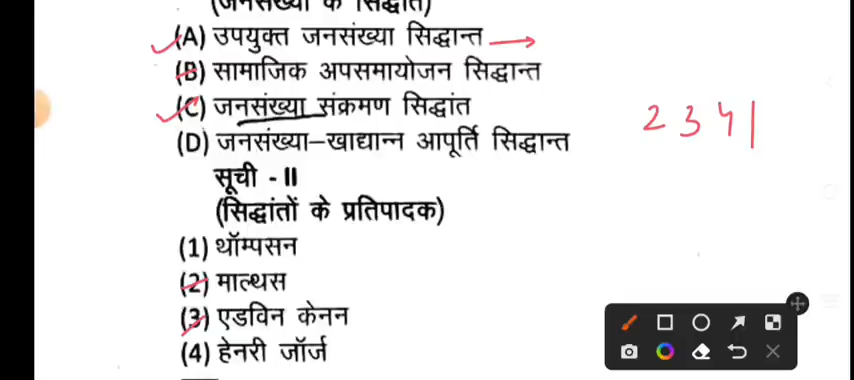 (जनसंख्या के सिद्धांत)
(A) उपयुक्त जनसंख्या सिद्धान्त
(B) सामाजिक अपसमायोजन सिद्धान्त
(C) जनसंख्या संक्रमण सिद्धांत
2 3 4 1
(D) जनसंख्या–खाद्यान्न आपूर्ति सिद्धान्त
सूची - II
(सिद्धांतों के प्रतिपादक)
(1) थॉम्पसन
(2) माल्थस
(3) एडविन केनन
(4) हेनरी जॉर्ज